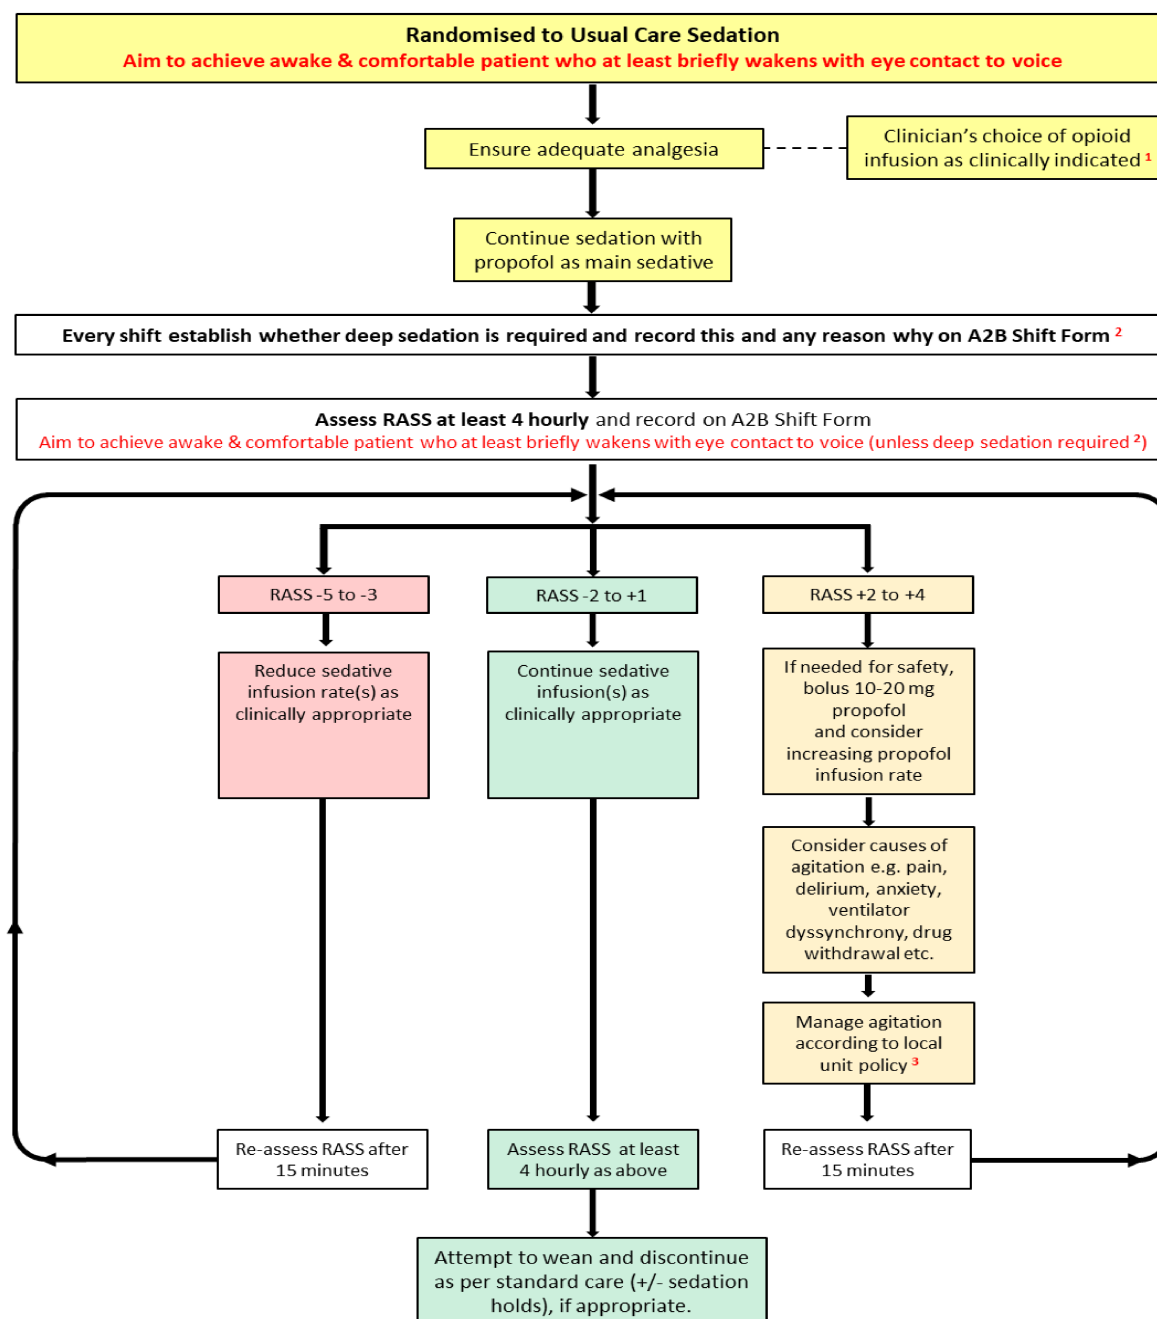 Randomised to Usual Care Sedation
Aim to achieve awake & comfortable patient who at least briefly wakens with eye contact to voice
Ensure adequate analgesia
Clinician's choice of opioid
infusion as clinically indicated 1
Continue sedation with
propofol as main sedative
Every shift establish whether deep sedation is required and record this and any reason why on A2B Shift Form 2
Assess RASS at least 4 hourly and record on A2B Shift Form
Aim to achieve awake & comfortable patient who at least briefly wakens with eye contact to voice (unless deep sedation required 2)
RASS -5 to -3
RASS -2 to +1
RASS +2 to +4
Reduce sedative
infusion rate(s) as
clinically appropriate
Continue sedative
infusion(s) as
clinically appropriate
If needed for safety,
bolus 10-20 mg
propofol
and consider
increasing propofol
infusion rate
Consider causes of
agitation e.g. pain,
delirium, anxiety,
ventilator
dyssynchrony, drug
withdrawal etc.
Manage agitation
according to local
unit policy 3
Re-assess RASS after
15 minutes
Assess RASS at least
4 hourly as above
Re-assess RASS after
15 minutes
Attempt to wean and discontinue
as per standard care (+/- sedation
holds), if appropriate.